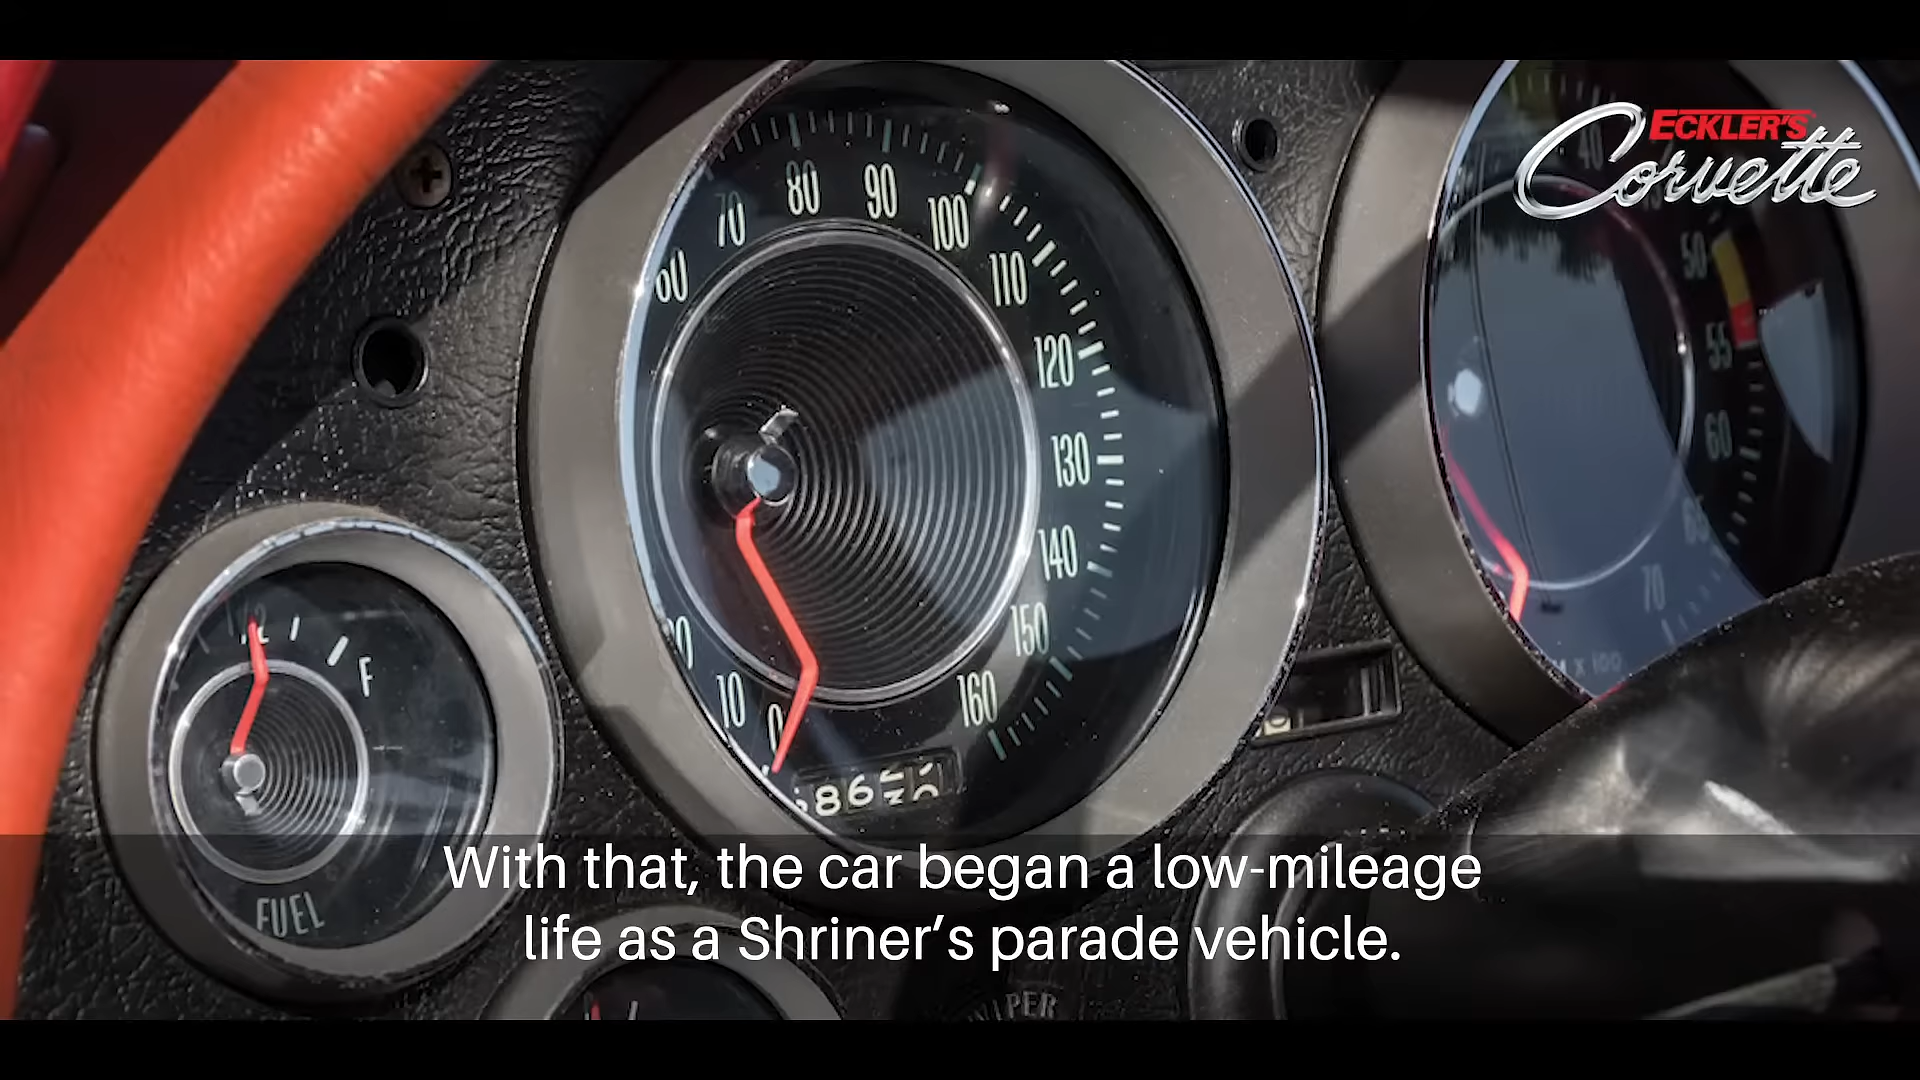 ECKLER'S
Corvette
60
70
80
90
100
110
120
130
140
150
160
10
0
50
55
60
70
X 100
F
FUEL
With that, the car began a low-mileage
life as a Shriner's parade vehicle.